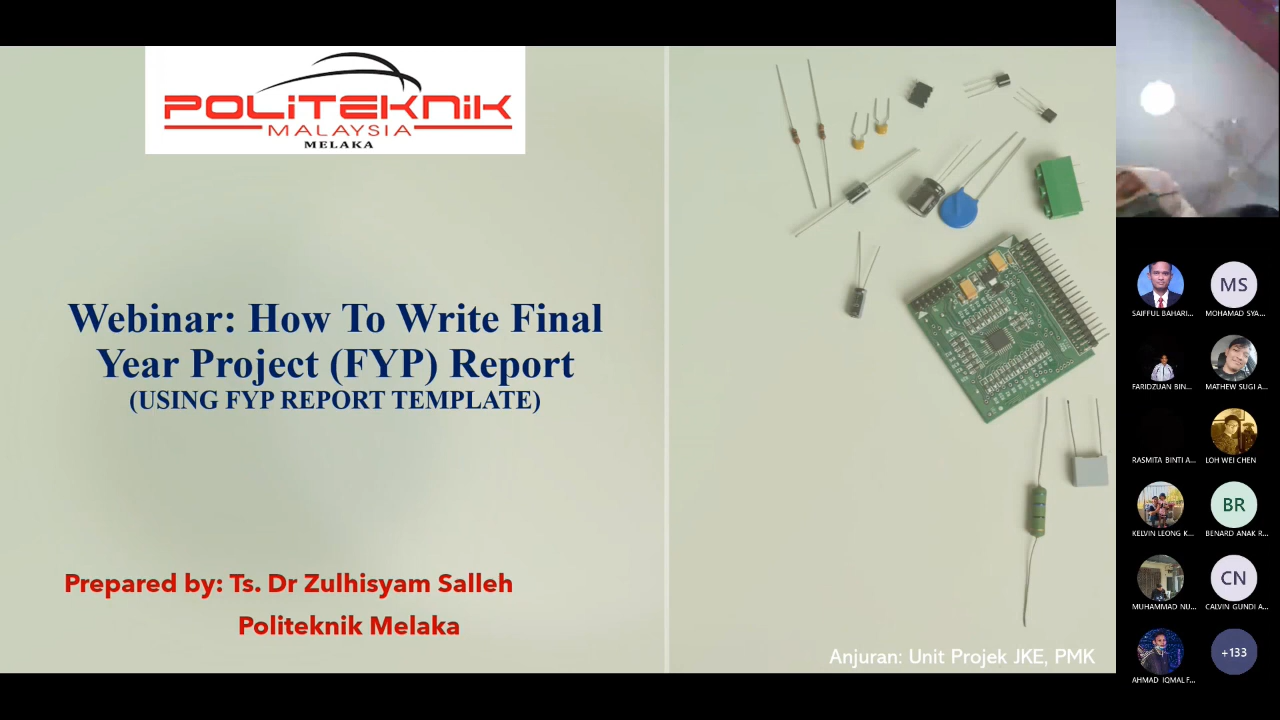 POLITEKNIK
MALAYSIA
MELAKA
Webinar: How To Write Final
Year Project (FYP) Report
(USING FYP REPORT TEMPLATE)
Prepared by: Ts. Dr Zulhisyam Salleh
Politeknik Melaka
Anjuran: Unit Projek JKE, PMK
MS
SAIFFUL BAHARI...
MOHAMAD SYA...
FARIDZUAN BIN...
MATHEW SUGI A...
RASMITA BINTI A...
LOH WEI CHEN
BR
KELVIN LEONG K...
BENARD ANAK R...
CN
MUHAMMAD NU...
CALVIN GUNDI A...
+133
AHMAD IQMAL F...